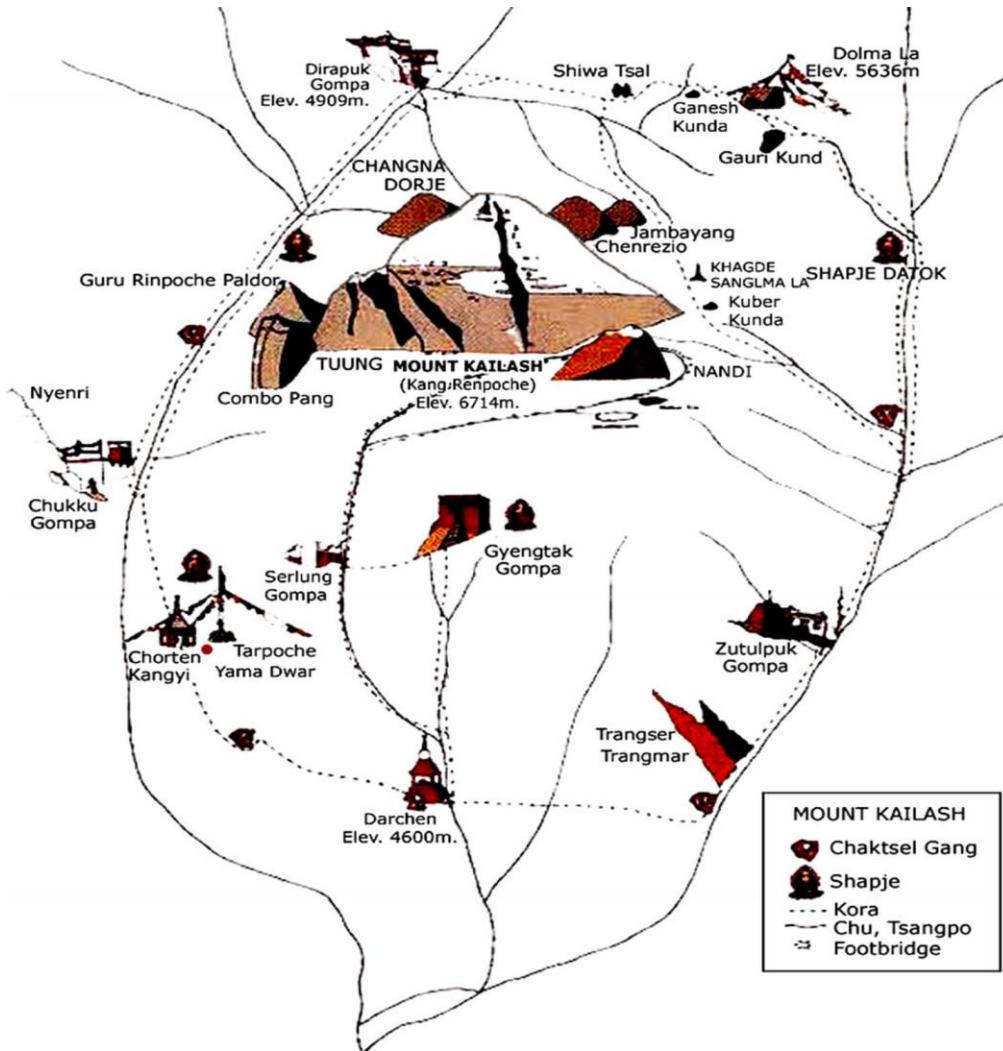 Dirapuk
Gompa
Elev. 4909m.
Shiwa Tsal
Dolma La
Elev. 5636m
Ganesh
Kunda
Gauri Kund
CHANGNA
DORJE
Jambayang
Chenrezio
Guru Rinpoche Paldor
KHAGDE
SANGLMA LA
SHAPJE DATOK
Kuber
Kunda
TUUNG
MOUNT KAILASH
(Kang Renpoche)
Elev. 6714m.
NANDI
Combo Pang
Nyenri
Chukku
Gompa
Serlung
Gompa
Gyengtak
Gompa
Chorten
Kangyi
Tarpoche
Yama Dwar
Zutulpuk
Gompa
Trangser
Trangmar
Darchen
Elev. 4600m.
MOUNT KAILASH
Chaktsel Gang
Shapje
Kora
Chu, Tsangpo
Footbridge